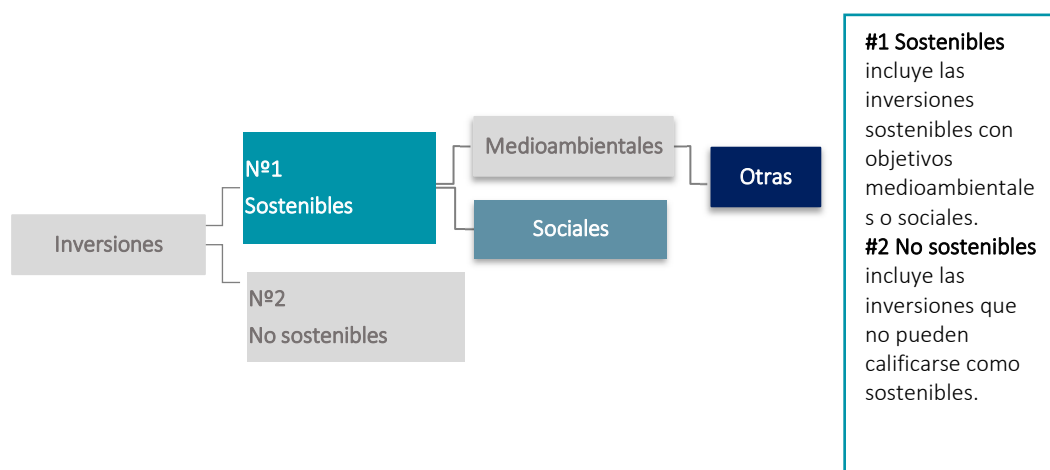 Inversiones
Nº1
Sostenibles
Nº2
No sostenibles
Medioambientales
Sociales
Otras
#1 Sostenibles
incluye las
inversiones
sostenibles con
objetivos
medioambientale
s o sociales.
#2 No sostenibles
incluye las
inversiones que
no pueden
calificarse como
sostenibles.